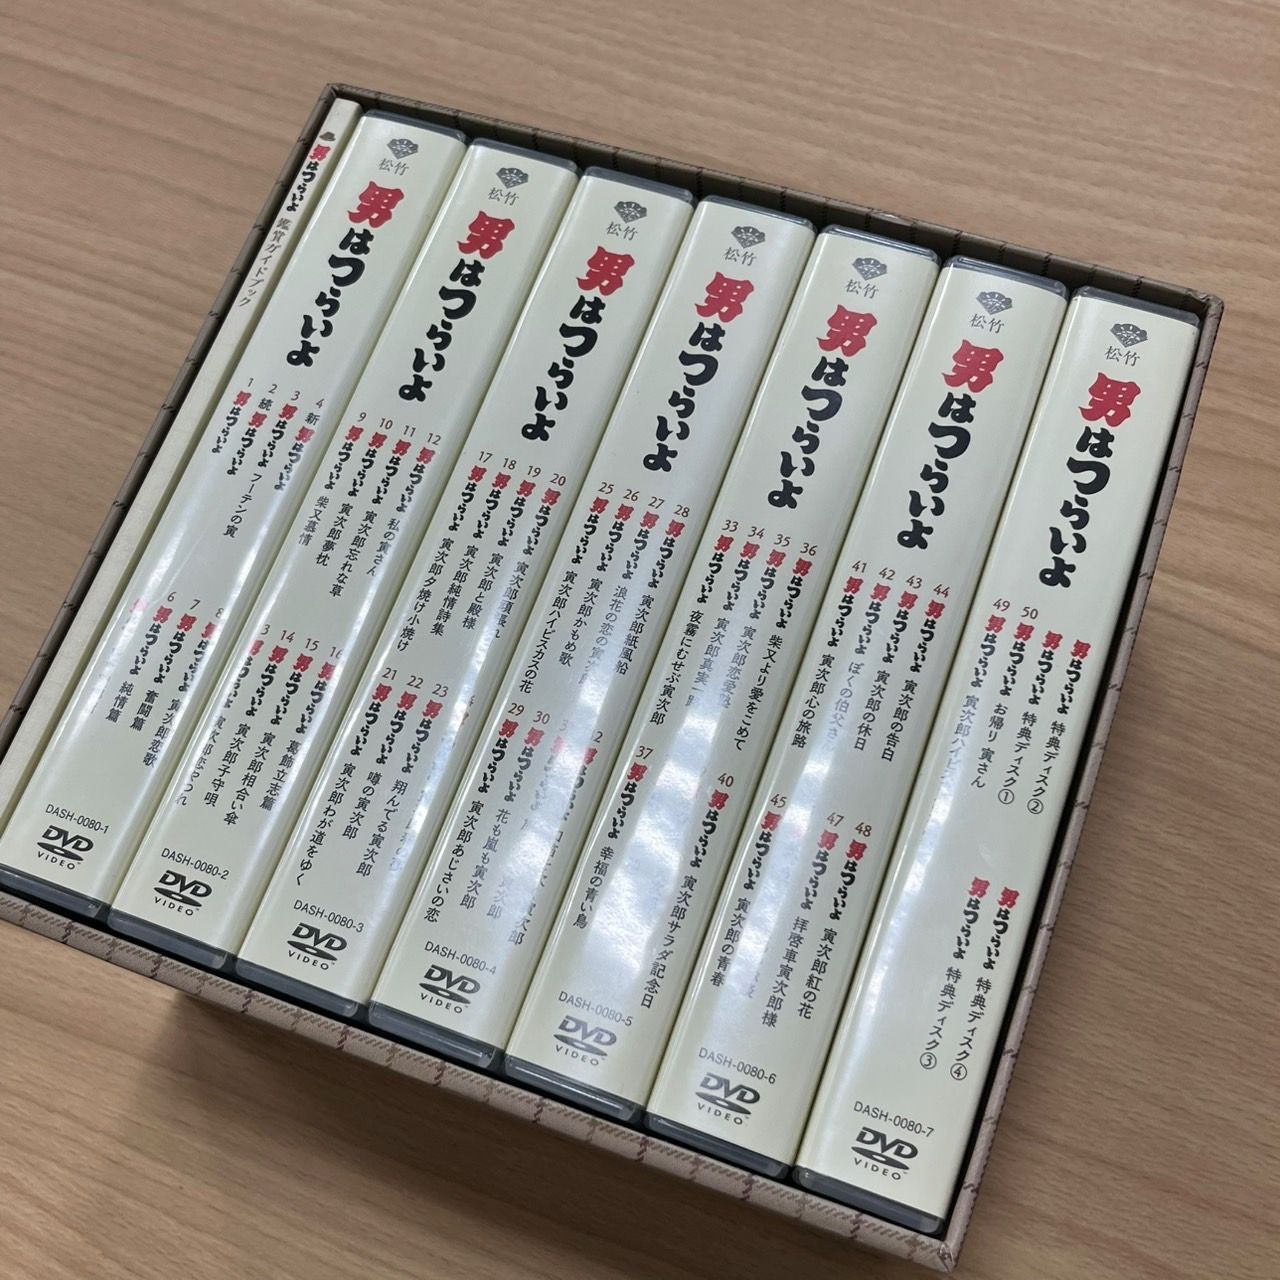 男はつらいよ 鑑賞ガイドブック
松竹
男はつらいよ
1 男はつらいよ
2 続 男はつらいよ
3 男はつらいよ フーテンの寅
4 新 男はつらいよ
男はつらいよ 純情篇
6 男はつらいよ 奮闘篇
7 男はつらいよ 寅次郎恋歌
8
DASH-0080-1
DVD
VIDEO
松竹
男はつらいよ
9 男はつらいよ 柴又慕情
10 男はつらいよ 寅次郎夢枕
11 男はつらいよ 寅次郎忘れな草
12 男はつらいよ 私の寅さん
3 男はつらいよ 寅次郎恋やつれ
14 男はつらいよ 寅次郎子守唄
15 男はつらいよ 寅次郎相合い傘
16 男はつらいよ 葛飾立志篇
DASH-0080-2
DVD
VIDEO
松竹
男はつらいよ
17 男はつらいよ 寅次郎夕焼け小焼け
18 男はつらいよ 寅次郎純情詩集
19 男はつらいよ 寅次郎と殿様
20 男はつらいよ 寅次郎頑張れ
21 男はつらいよ 寅次郎わが道をゆく
22 男はつらいよ 噂の寅次郎
23 男はつらいよ 翔んでる寅次郎
DASH-0080-3
DVD
VIDEO
松竹
男はつらいよ
25 男はつらいよ 寅次郎ハイビスカスの花
26 男はつらいよ 寅次郎かもめ歌
27 男はつらいよ 浪花の恋の寅次郎
28 男はつらいよ 寅次郎紙風船
29 男はつらいよ 寅次郎あじさいの恋
30 男はつらいよ 花も嵐も寅次郎
DASH-0080-4
DVD
VIDEO
松竹
男はつらいよ
33 男はつらいよ 夜霧にむせぶ寅次郎
34 男はつらいよ 寅次郎真実一路
35 男はつらいよ 寅次郎恋愛塾
36 男はつらいよ 柴又より愛をこめて
37 男はつらいよ 幸福の青い鳥
40 男はつらいよ 寅次郎サラダ記念日
DASH-0080-5
DVD
VIDEO
松竹
男はつらいよ
41 男はつらいよ 寅次郎心の旅路
42 男はつらいよ ぼくの伯父さん
43 男はつらいよ 寅次郎の休日
44 男はつらいよ 寅次郎の告白
45 男はつらいよ 寅次郎の青春
47 男はつらいよ 拝啓車寅次郎様
48 男はつらいよ 寅次郎紅の花
DASH-0080-6
DVD
VIDEO
松竹
男はつらいよ
49 男はつらいよ 寅次郎ハイビ
50 男はつらいよ お帰り 寅さん
男はつらいよ 特典ディスク①
男はつらいよ 特典ディスク②
男はつらいよ 特典ディスク③
男はつらいよ 特典ディスク④
DASH-0080-7
DVD
VIDEO